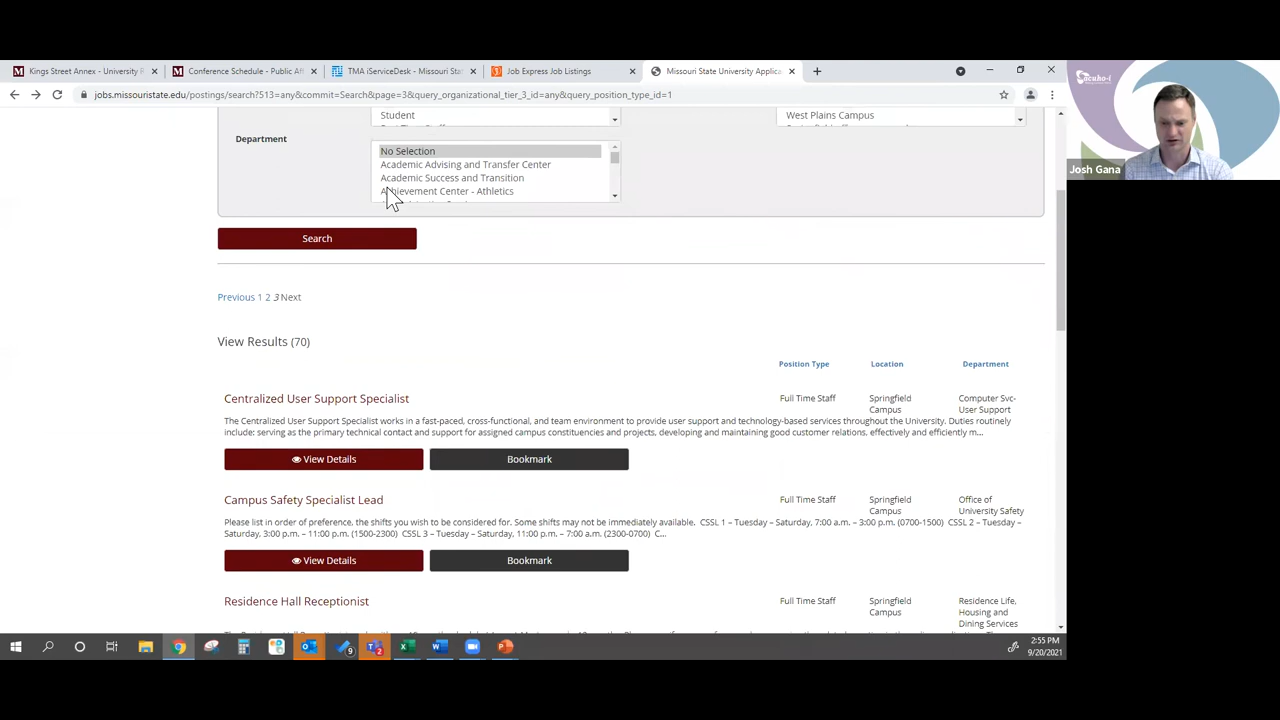 Kings Street Annex - University R
Conference Schedule - Public Aff
TMA iServiceDesk - Missouri Sta
Job Express Job Listings
Missouri State University Applica
jobs.missouristate.edu/postings/search?513=any&commit=Search&page=3&query_organizational_tier_3_id=any&query_position_type_id=1
acuho-i
Josh Gana
Student
West Plains Campus
Department
No Selection
Academic Advising and Transfer Center
Academic Success and Transition
Achievement Center - Athletics
Search
Previous 1 2 3 Next
View Results (70)
Position Type Location Department
Centralized User Support Specialist
Full Time Staff
Springfield
Campus
Computer Svc-
User Support
The Centralized User Support Specialist works in a fast-paced, cross-functional, and team environment to provide user support and technology-based services throughout the University. Duties routinely
include: serving as the primary technical contact and support for assigned campus constituencies and projects, developing and maintaining good customer relations, effectively and efficiently m...
View Details
Bookmark
Campus Safety Specialist Lead
Full Time Staff
Springfield
Campus
Office of
University Safety
Please list in order of preference, the shifts you wish to be considered for. Some shifts may not be immediately available. CSSL 1 – Tuesday – Saturday, 7:00 a.m. – 3:00 p.m. (0700-1500) CSSL 2 – Tuesday –
Saturday, 3:00 p.m. – 11:00 p.m. (1500-2300) CSSL 3 – Tuesday – Saturday, 11:00 p.m. – 7:00 a.m. (2300-0700) C...
View Details
Bookmark
Residence Hall Receptionist
Full Time Staff
Springfield
Campus
Residence Life,
Housing and
Dining Services
2:55 PM
9/20/2021